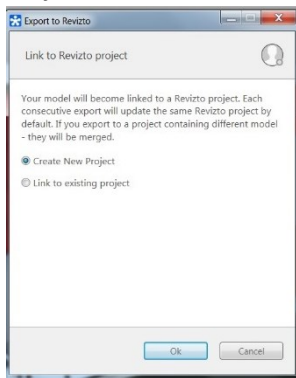 Export to Revizto
Link to Revizto project
Your model will become linked to a Revizto project. Each
consecutive export will update the same Revizto project by
default. If you export to a project containing different model
- they will be merged.
Create New Project
Link to existing project
Ok
Cancel